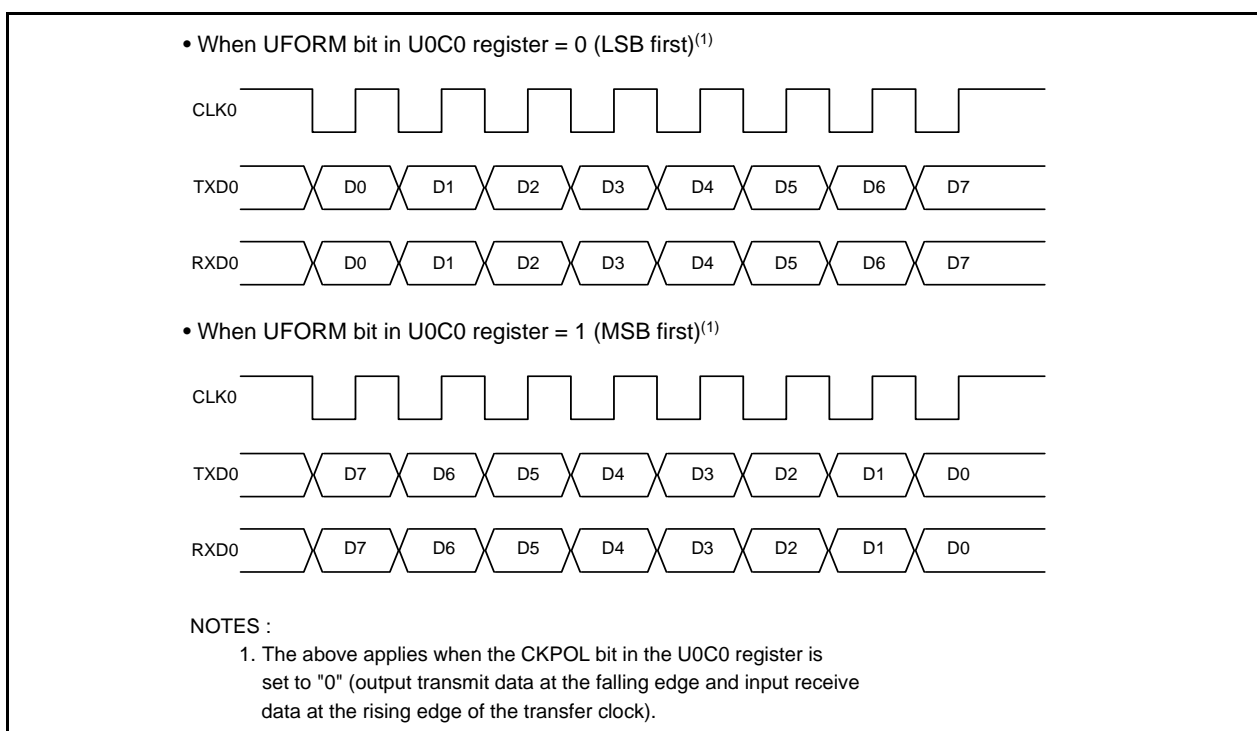 • When UFORM bit in U0C0 register = 0 (LSB first)(1)
CLK0
TXD0 D0 D1 D2 D3 D4 D5 D6 D7
RXD0 D0 D1 D2 D3 D4 D5 D6 D7
• When UFORM bit in U0C0 register = 1 (MSB first)(1)
CLK0
TXD0 D7 D6 D5 D4 D3 D2 D1 D0
RXD0 D7 D6 D5 D4 D3 D2 D1 D0
NOTES :
1. The above applies when the CKPOL bit in the U0C0 register is
set to "0" (output transmit data at the falling edge and input receive
data at the rising edge of the transfer clock).